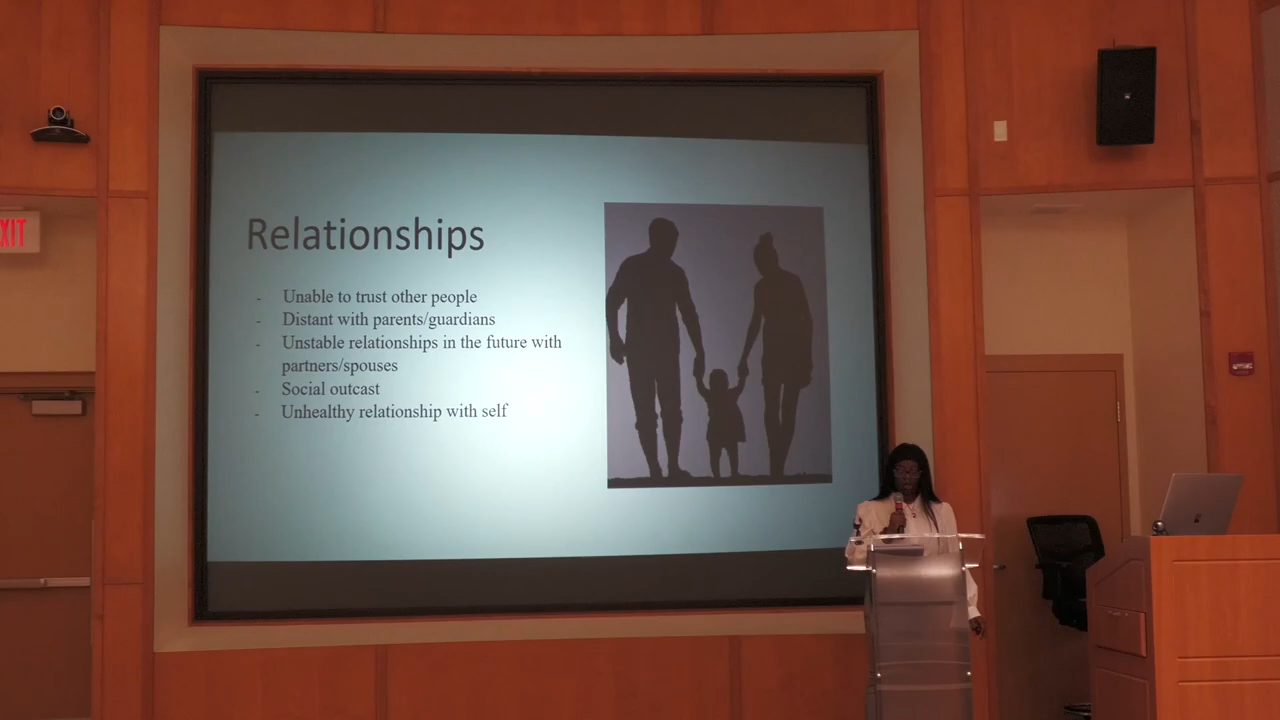 Relationships
- Unable to trust other people
- Distant with parents/guardians
- Unstable relationships in the future with
partners/spouses
- Social outcast
- Unhealthy relationship with self
XIT